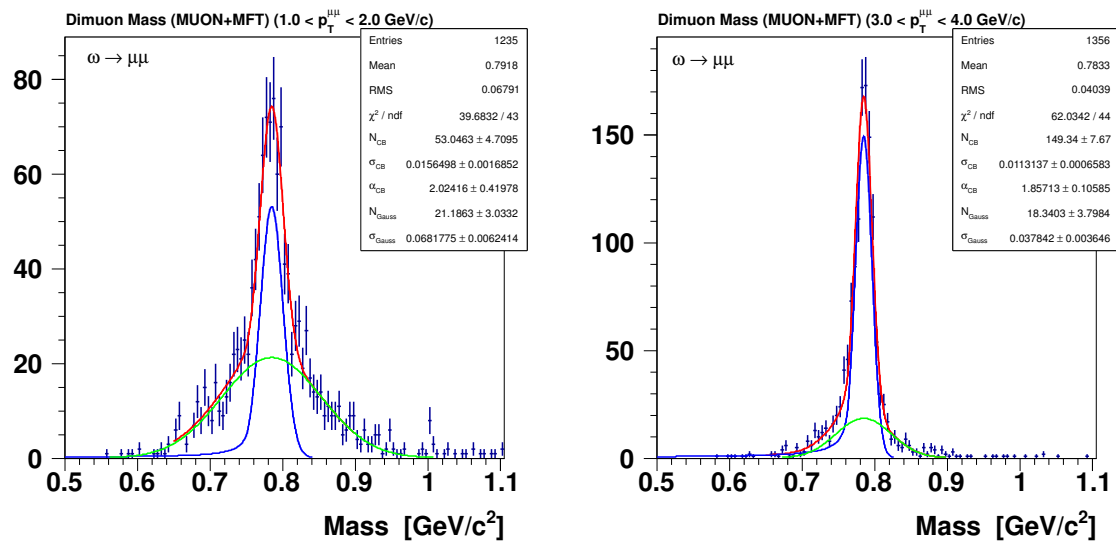 Dimuon Mass (MUON+MFT) (1.0 < p_T^μμ < 2.0 GeV/c)
ω → μμ
Entries 1235
Mean 0.7918
RMS 0.06791
χ² / ndf 39.6832 / 43
N_CB 53.0463 ± 4.7095
σ_CB 0.0156498 ± 0.0016852
α_CB 2.02416 ± 0.41978
N_Gauss 21.1863 ± 3.0332
σ_Gauss 0.0681775 ± 0.0062414
80
60
40
20
0
0.5 0.6 0.7 0.8 0.9 1 1.1
Mass [GeV/c²]
Dimuon Mass (MUON+MFT) (3.0 < p_T^μμ < 4.0 GeV/c)
ω → μμ
Entries 1356
Mean 0.7833
RMS 0.04039
χ² / ndf 62.0342 / 44
N_CB 149.34 ± 7.67
σ_CB 0.0113137 ± 0.0006583
α_CB 1.85713 ± 0.10585
N_Gauss 18.3403 ± 3.7984
σ_Gauss 0.037842 ± 0.003646
150
100
50
0
0.5 0.6 0.7 0.8 0.9 1 1.1
Mass [GeV/c²]